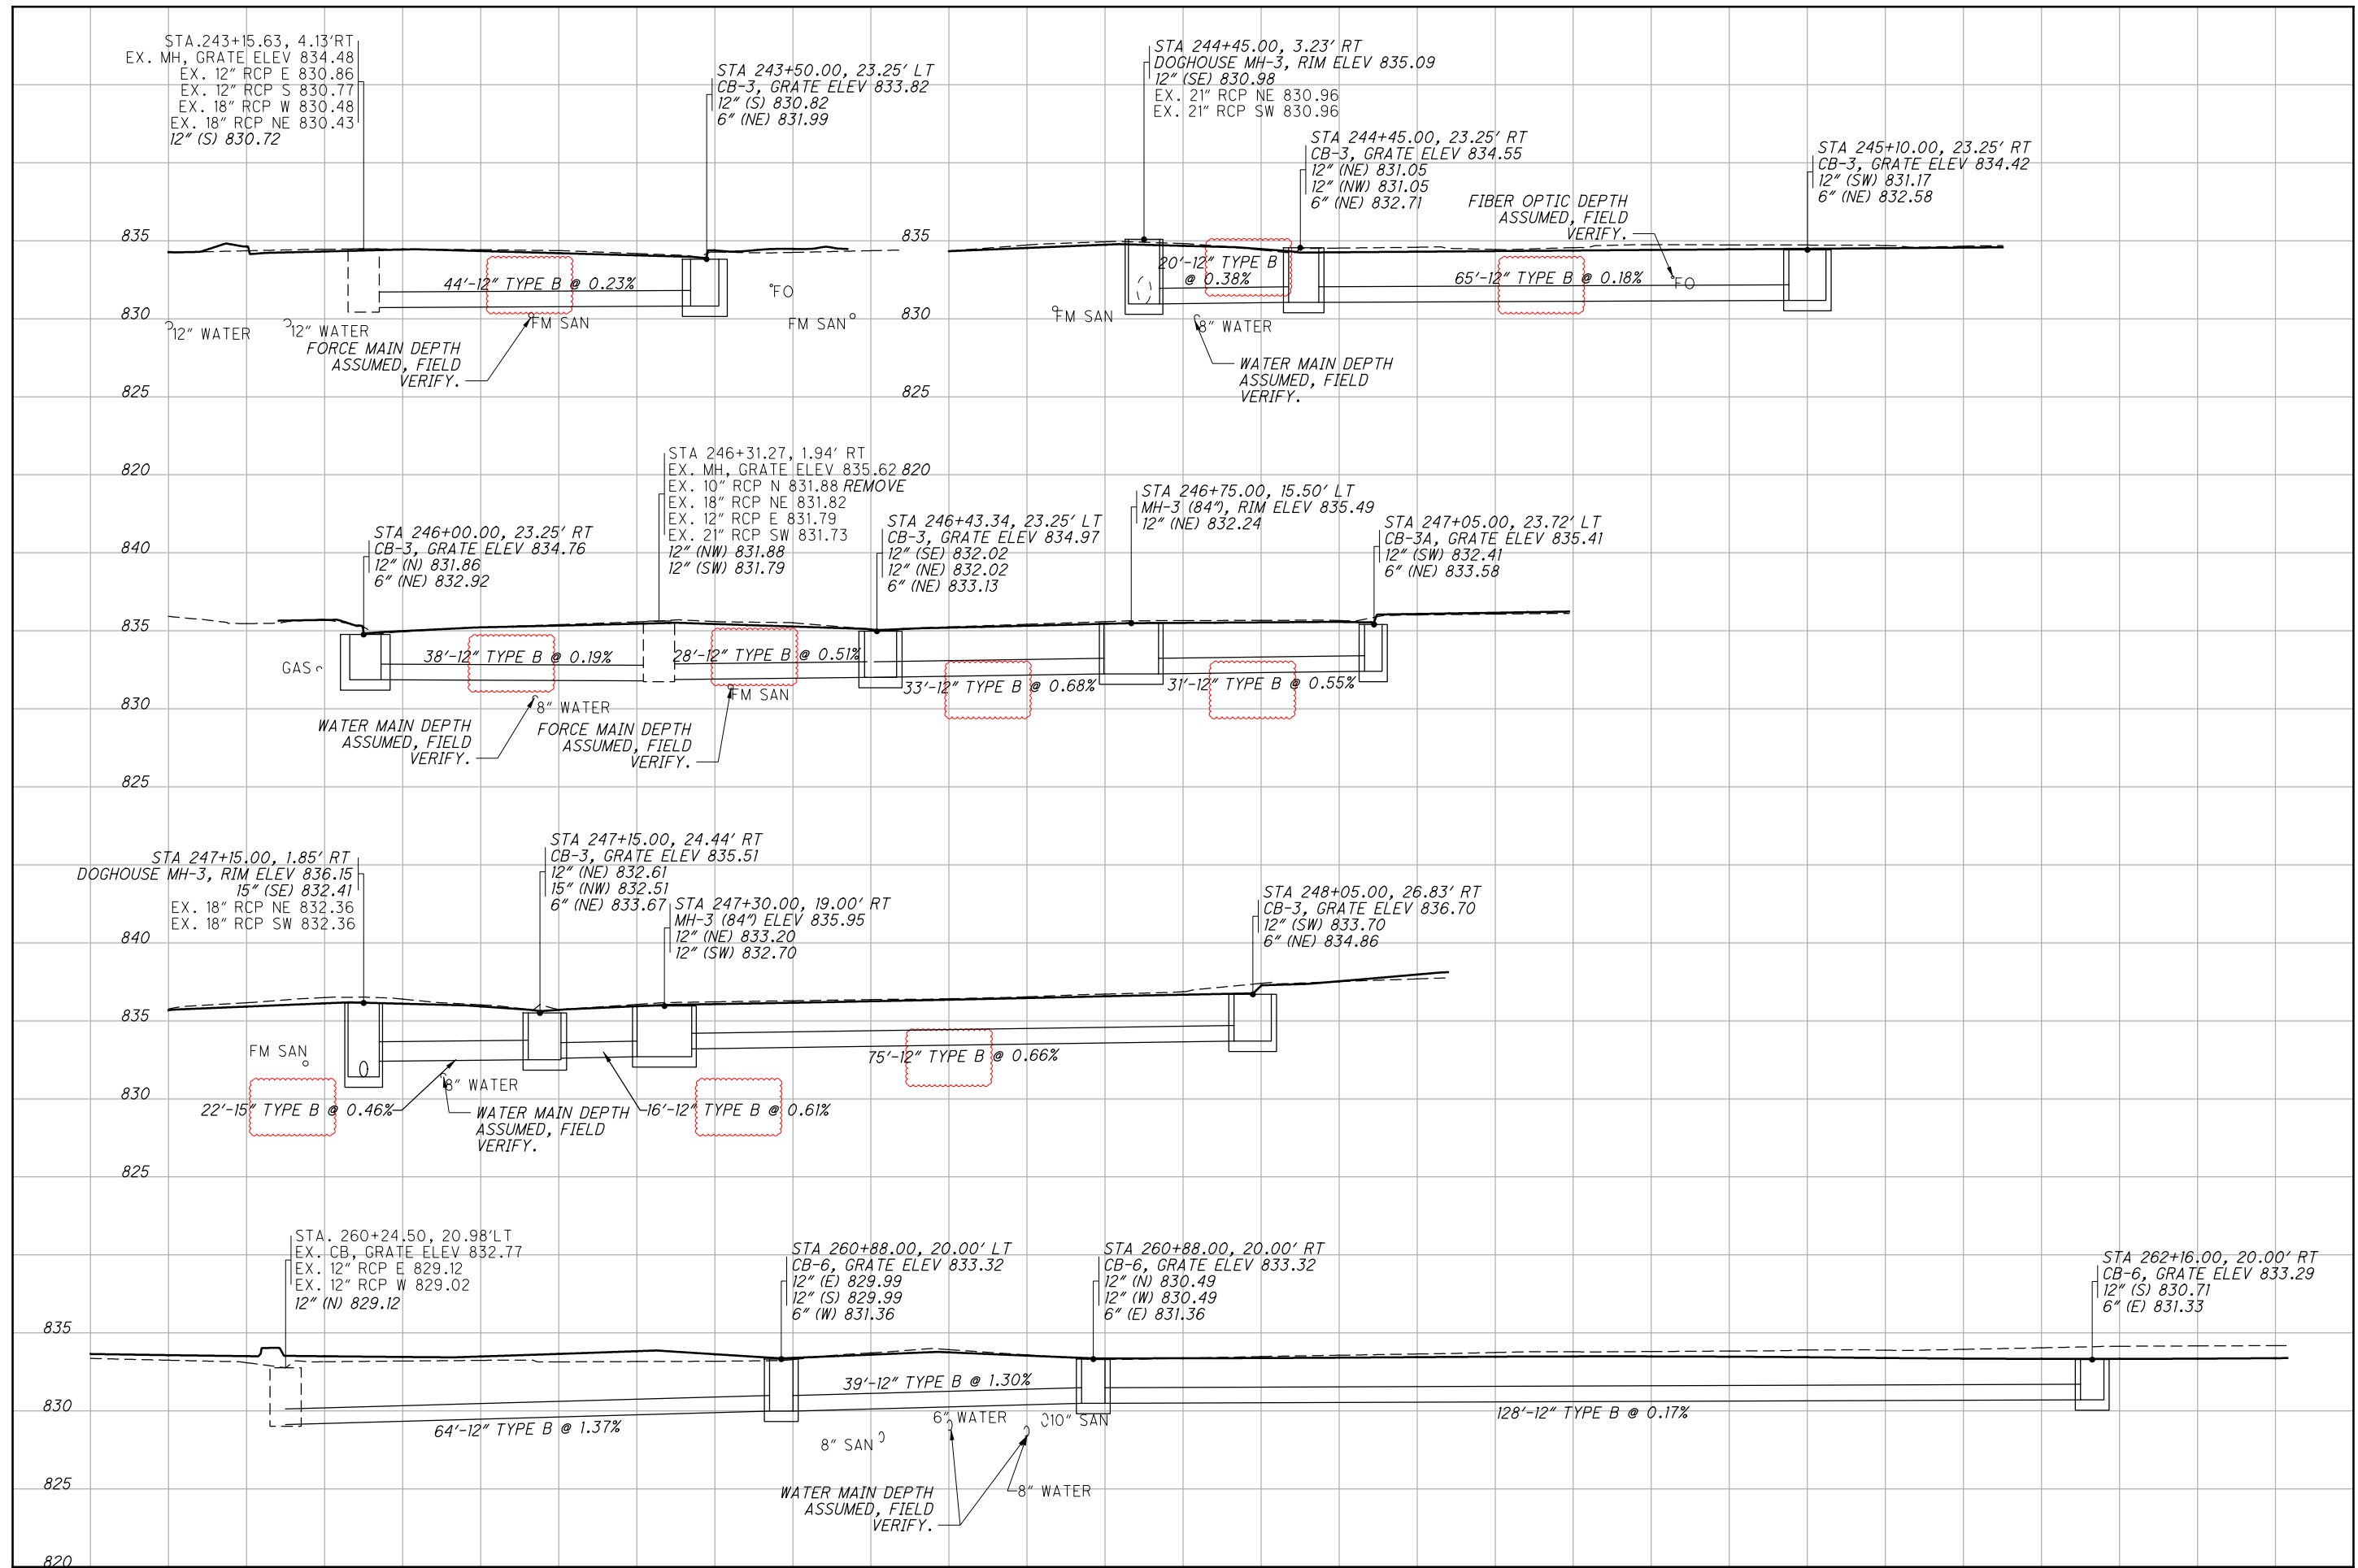 STA.243+15.63, 4.13'RT
EX. MH, GRATE ELEV 834.48
EX. 12" RCP E 830.86
EX. 12" RCP S 830.77
EX. 18" RCP W 830.48
EX. 18" RCP NE 830.43
12" (S) 830.72
STA 243+50.00, 23.25' LT
CB-3, GRATE ELEV 833.82
12" (S) 830.82
6" (NE) 831.99
STA 244+45.00, 3.23' RT
DOGHOUSE MH-3, RIM ELEV 835.09
12" (SE) 830.98
EX. 21" RCP NE 830.96
EX. 21" RCP SW 830.96
STA 244+45.00, 23.25' RT
CB-3, GRATE ELEV 834.55
12" (NE) 831.05
12" (NW) 831.05
6" (NE) 832.71
STA 245+10.00, 23.25' RT
CB-3, GRATE ELEV 834.42
12" (SW) 831.17
6" (NE) 832.58
FIBER OPTIC DEPTH
ASSUMED, FIELD
VERIFY.
835
835
44'-12" TYPE B @ 0.23%
FO
20'-12" TYPE B
@ 0.38%
65'-12" TYPE B @ 0.18%
FO
830
830
12" WATER
12" WATER
FM SAN
FM SAN
FM SAN
8" WATER
FORCE MAIN DEPTH
ASSUMED, FIELD
VERIFY.
WATER MAIN DEPTH
ASSUMED, FIELD
VERIFY.
825
825
820
820
STA 246+00.00, 23.25' RT
CB-3, GRATE ELEV 834.76
12" (N) 831.86
6" (NE) 832.92
STA 246+31.27, 1.94' RT
EX. MH, GRATE ELEV 835.62
EX. 10" RCP N 831.88 REMOVE
EX. 18" RCP NE 831.82
EX. 12" RCP E 831.79
EX. 21" RCP SW 831.73
12" (NW) 831.88
12" (SW) 831.79
STA 246+43.34, 23.25' LT
CB-3, GRATE ELEV 834.97
12" (SE) 832.02
12" (NE) 832.02
6" (NE) 833.13
STA 246+75.00, 15.50' LT
MH-3 (84"), RIM ELEV 835.49
12" (NE) 832.24
STA 247+05.00, 23.72' LT
CB-3A, GRATE ELEV 835.41
12" (SW) 832.41
6" (NE) 833.58
840
835
GAS
38'-12" TYPE B @ 0.19%
28'-12" TYPE B @ 0.51%
33'-12" TYPE B @ 0.68%
31'-12" TYPE B @ 0.55%
830
8" WATER
FM SAN
WATER MAIN DEPTH
ASSUMED, FIELD
VERIFY.
FORCE MAIN DEPTH
ASSUMED, FIELD
VERIFY.
825
STA 247+15.00, 1.85' RT
DOGHOUSE MH-3, RIM ELEV 836.15
15" (SE) 832.41
EX. 18" RCP NE 832.36
EX. 18" RCP SW 832.36
STA 247+15.00, 24.44' RT
CB-3, GRATE ELEV 835.51
12" (NE) 832.61
15" (NW) 832.51
6" (NE) 833.67
STA 247+30.00, 19.00' RT
MH-3 (84") ELEV 835.95
12" (NE) 833.20
12" (SW) 832.70
STA 248+05.00, 26.83' RT
CB-3, GRATE ELEV 836.70
12" (SW) 833.70
6" (NE) 834.86
840
835
FM SAN
8" WATER
75'-12" TYPE B @ 0.66%
830
22'-15" TYPE B @ 0.46%
WATER MAIN DEPTH
ASSUMED, FIELD
VERIFY.
16'-12" TYPE B @ 0.61%
825
STA. 260+24.50, 20.98'LT
EX. CB, GRATE ELEV 832.77
EX. 12" RCP E 829.12
EX. 12" RCP W 829.02
12" (N) 829.12
STA 260+88.00, 20.00' LT
CB-6, GRATE ELEV 833.32
12" (E) 829.99
12" (S) 829.99
6" (W) 831.36
STA 260+88.00, 20.00' RT
CB-6, GRATE ELEV 833.32
12" (N) 830.49
12" (W) 830.49
6" (E) 831.36
STA 262+16.00, 20.00' RT
CB-6, GRATE ELEV 833.29
12" (S) 830.71
6" (E) 831.33
835
830
64'-12" TYPE B @ 1.37%
39'-12" TYPE B @ 1.30%
128'-12" TYPE B @ 0.17%
6" WATER
10" SAN
8" SAN
8" WATER
WATER MAIN DEPTH
ASSUMED, FIELD
VERIFY.
825
820